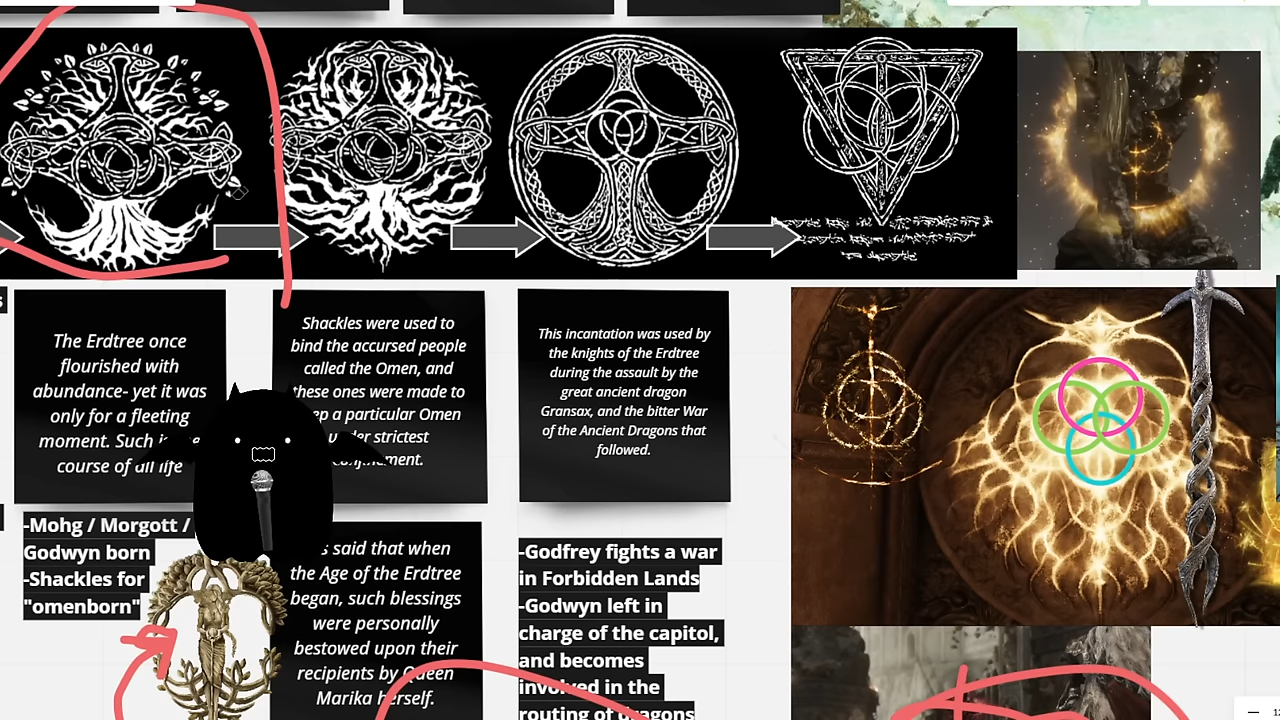 The Erdtree once
flourished with
abundance- yet it was
only for a fleeting
moment. Such
course of all life
Shackles were used to
bind the accursed people
called the Omen, and
these ones were made to
a particular Omen
strictest
This incantation was used by
the knights of the Erdtree
during the assault by the
great ancient dragon
Gransax, and the bitter War
of the Ancient Dragons that
followed.
-Mohg / Morgott /
Godwyn born
-Shackles for
"omenborn"
said that when
the Age of the Erdtree
began, such blessings
were personally
bestowed upon their
recipients by Queen
Marika herself.
-Godfrey fights a war
in Forbidden Lands
-Godwyn left in
charge of the capitol,
and becomes
involved in the
routing of dragons